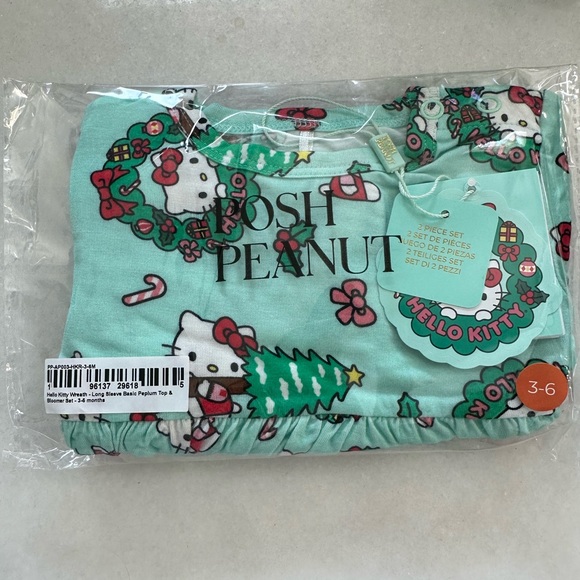 POSH
PEANUT
2 PIECE SET
2 SET DE PIÈCES
JUEGO DE 2 PIEZAS
2 TEILIGES SET
SET DI 2 PEZZI
HELLO KITTY
PP-AP003-HKR-3-6M
1 96137 29618 5
Hello Kitty Wreath - Long Sleeve Basic Peplum Top &
Bloomer Set - 3-6 months
3-6